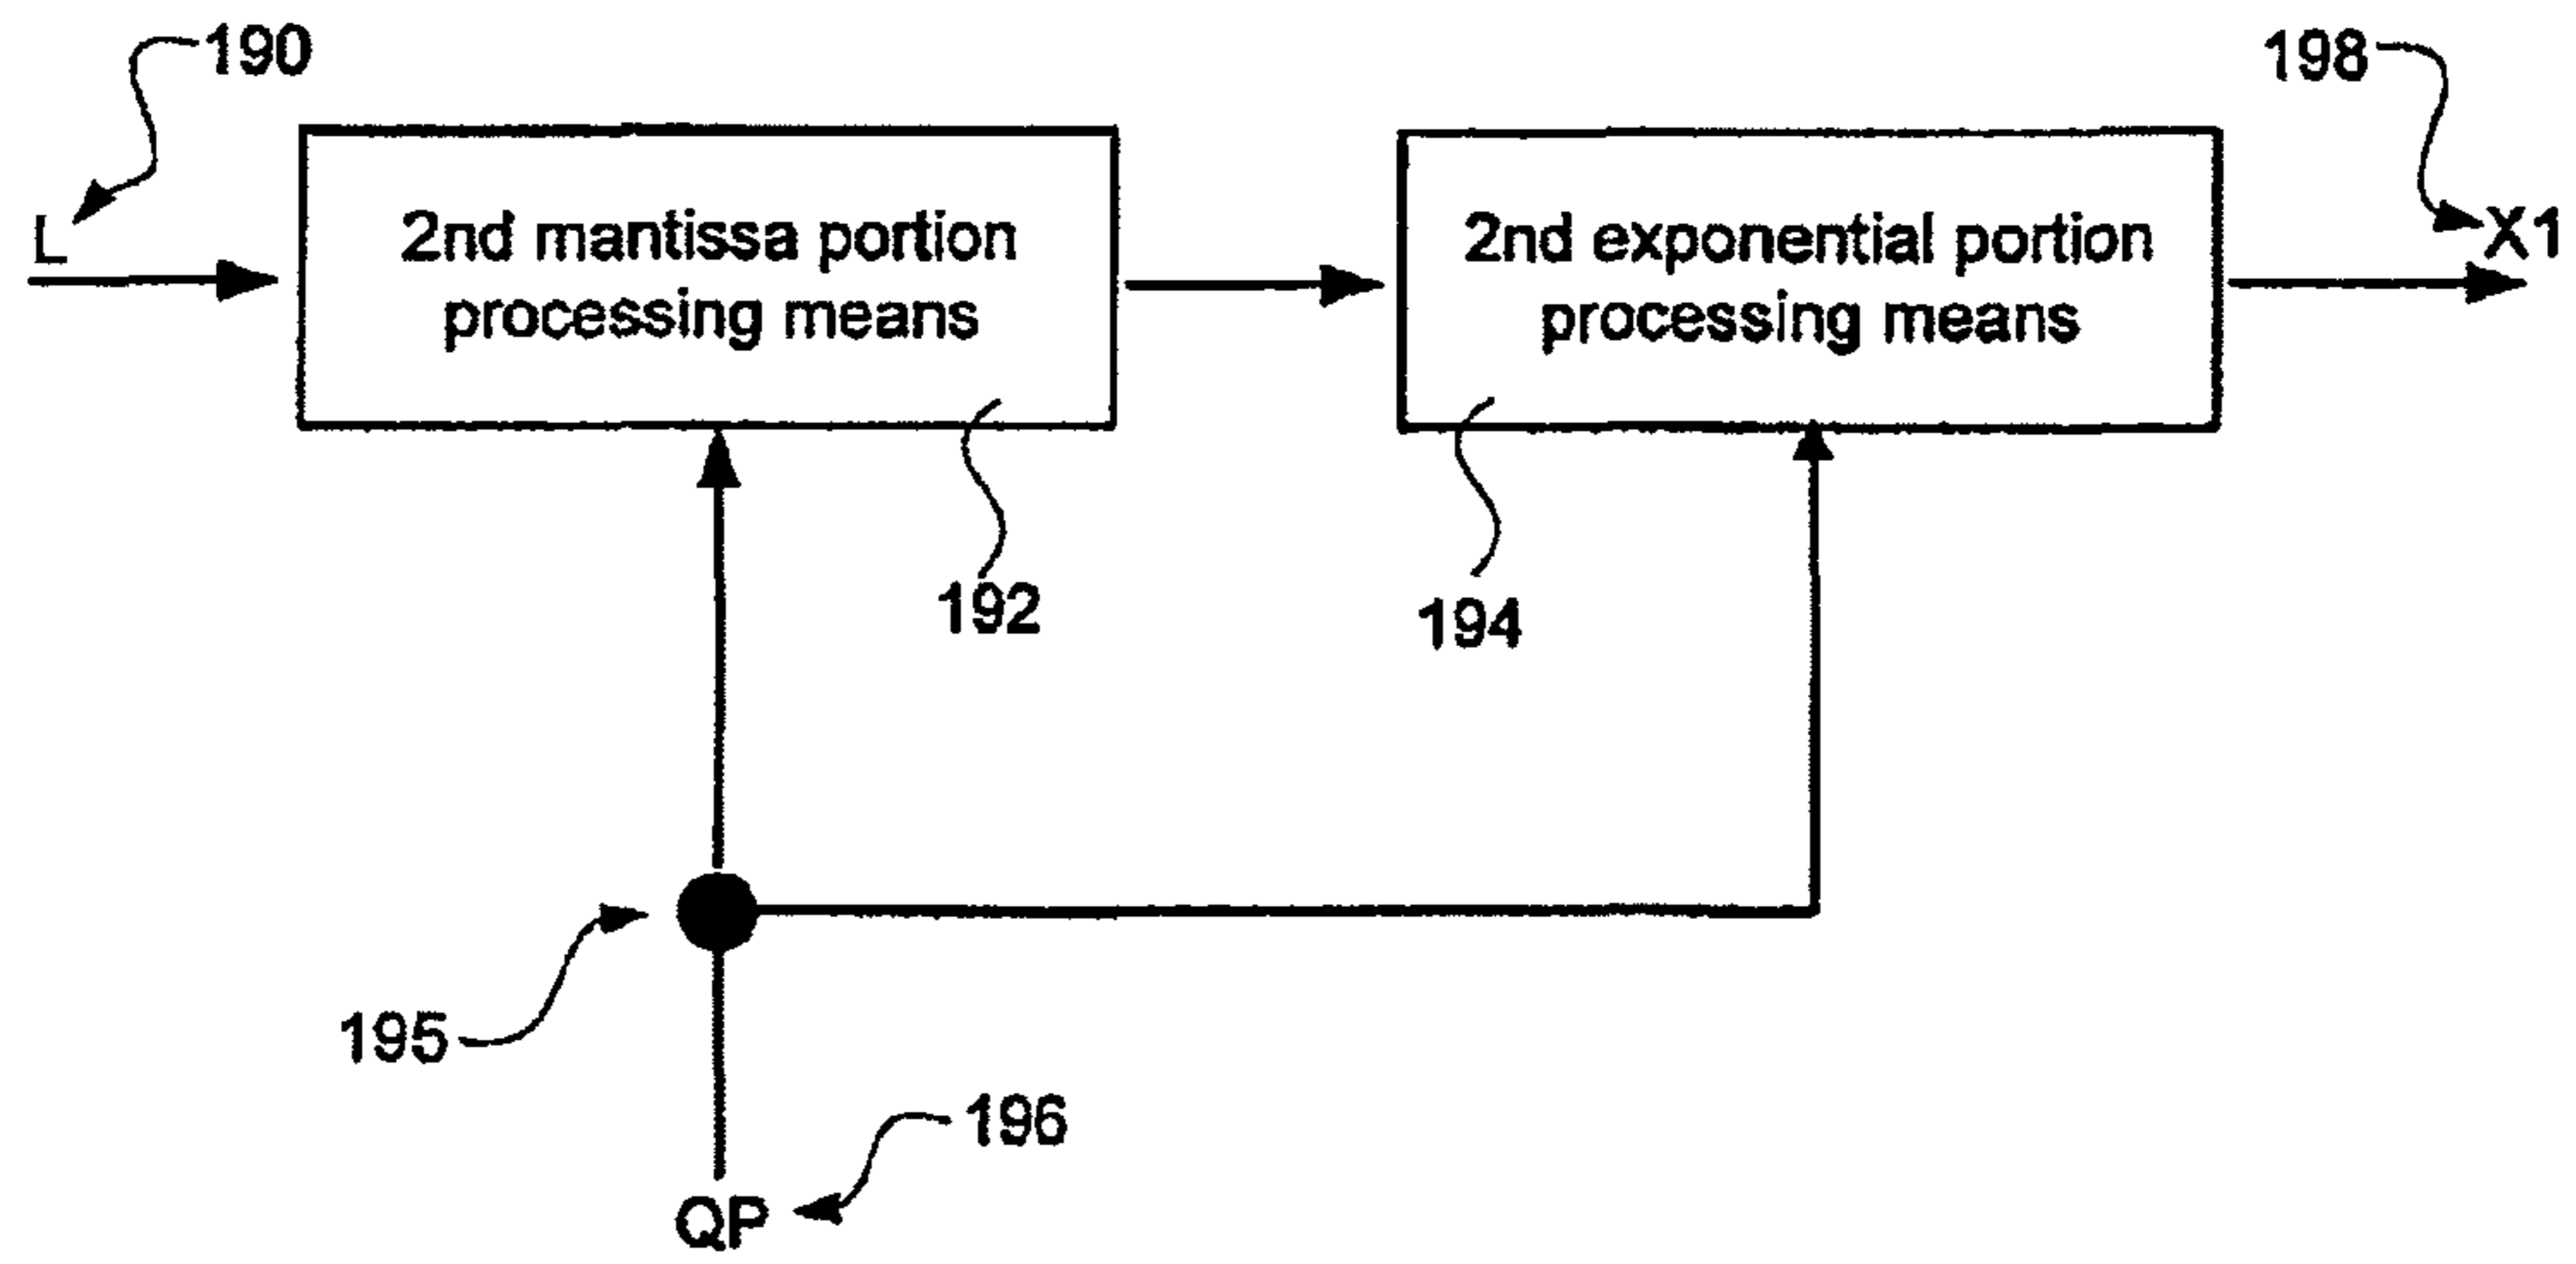 190
198
L
2nd mantissa portion
processing means
2nd exponential portion
processing means
X1
192
194
195
196
QP